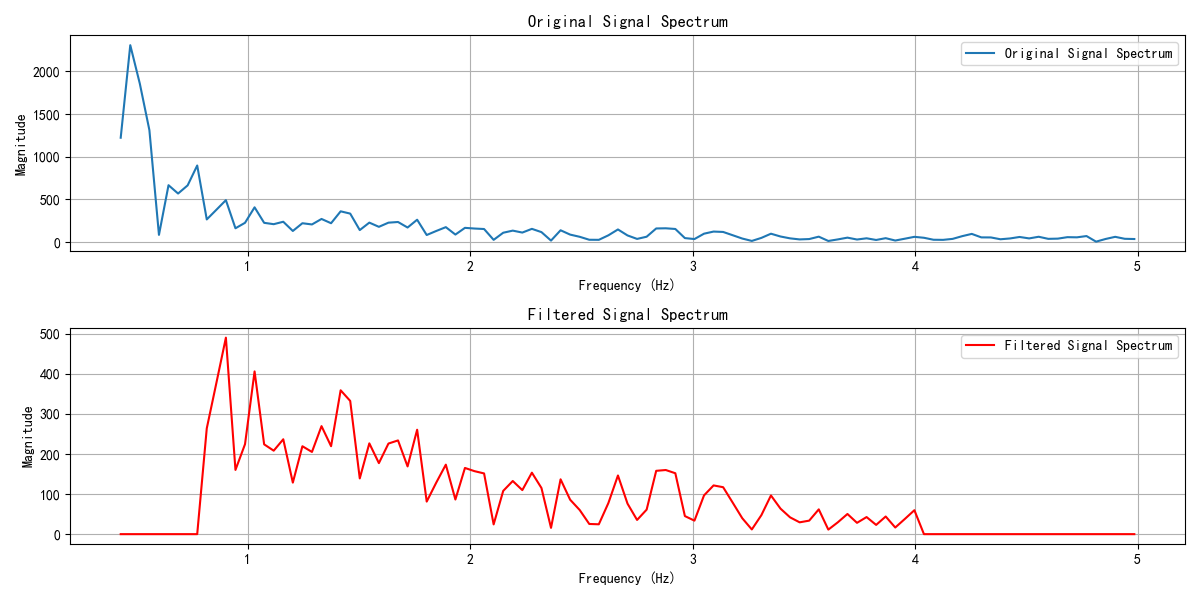 Original Signal Spectrum
Original Signal Spectrum
Magnitude
2000
1500
1000
500
0
1 2 3 4 5
Frequency (Hz)
Filtered Signal Spectrum
Filtered Signal Spectrum
Magnitude
500
400
300
200
100
0
1 2 3 4 5
Frequency (Hz)